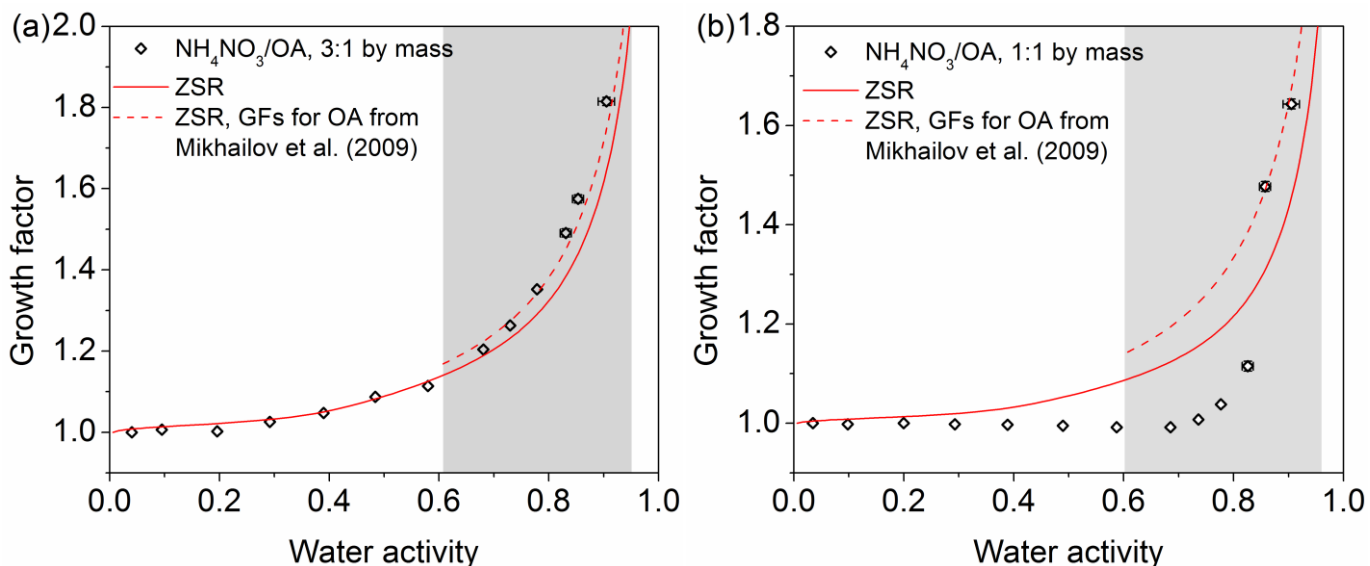 (a)
2.0
1.8
1.6
1.4
1.2
1.0
Growth factor
NH₄NO₃/OA, 3:1 by mass
ZSR
ZSR, GFs for OA from
Mikhailov et al. (2009)
0.0 0.2 0.4 0.6 0.8 1.0
Water activity
(b)
1.8
1.6
1.4
1.2
1.0
Growth factor
NH₄NO₃/OA, 1:1 by mass
ZSR
ZSR, GFs for OA from
Mikhailov et al. (2009)
0.0 0.2 0.4 0.6 0.8 1.0
Water activity